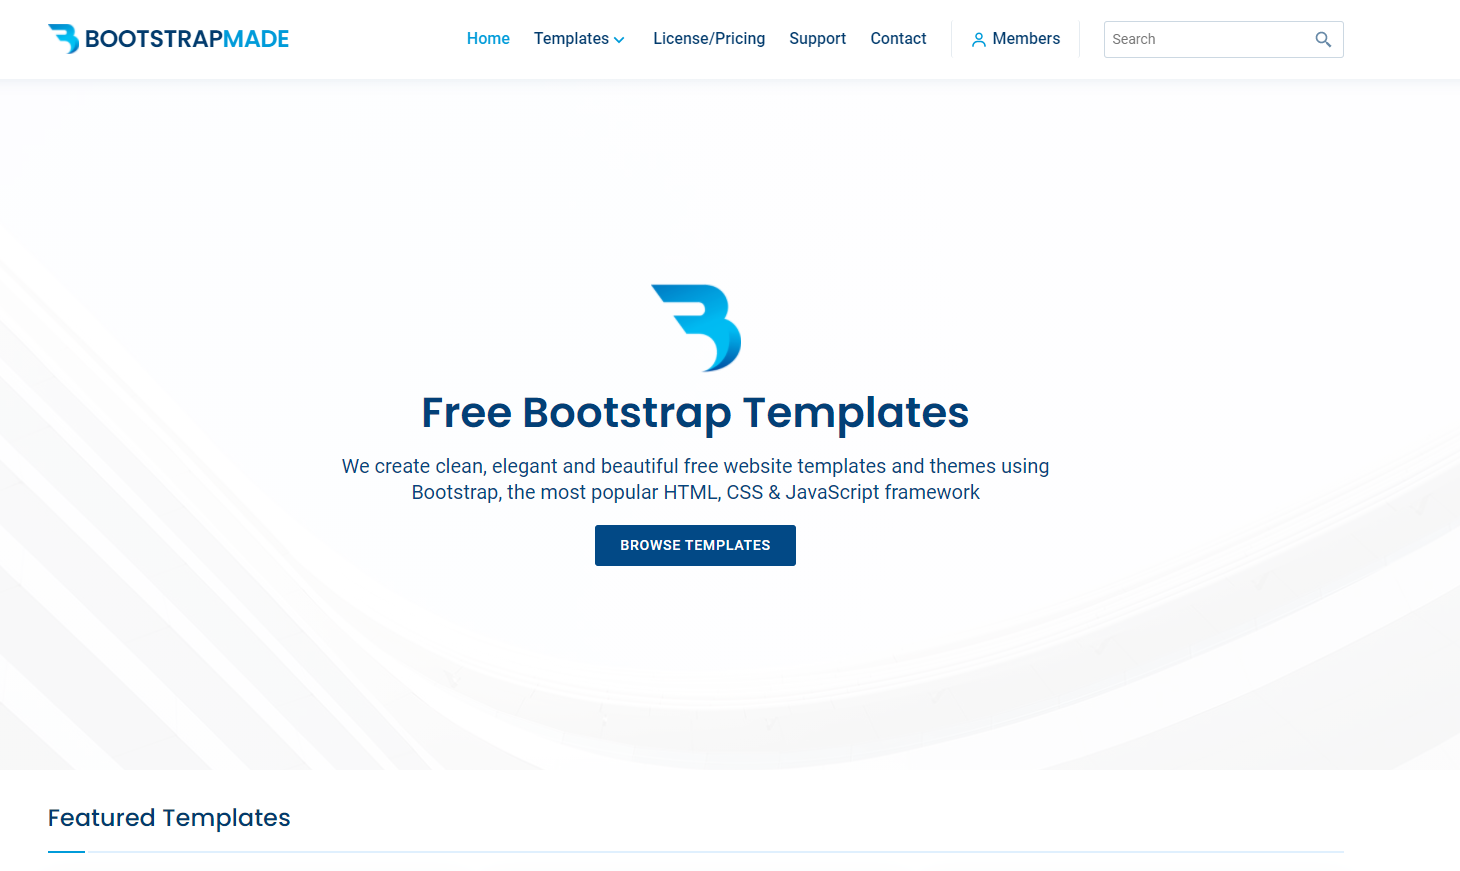 BOOTSTRAPMADE
Home Templates License/Pricing Support Contact Members Search
Free Bootstrap Templates
We create clean, elegant and beautiful free website templates and themes using
Bootstrap, the most popular HTML, CSS & JavaScript framework
BROWSE TEMPLATES
Featured Templates